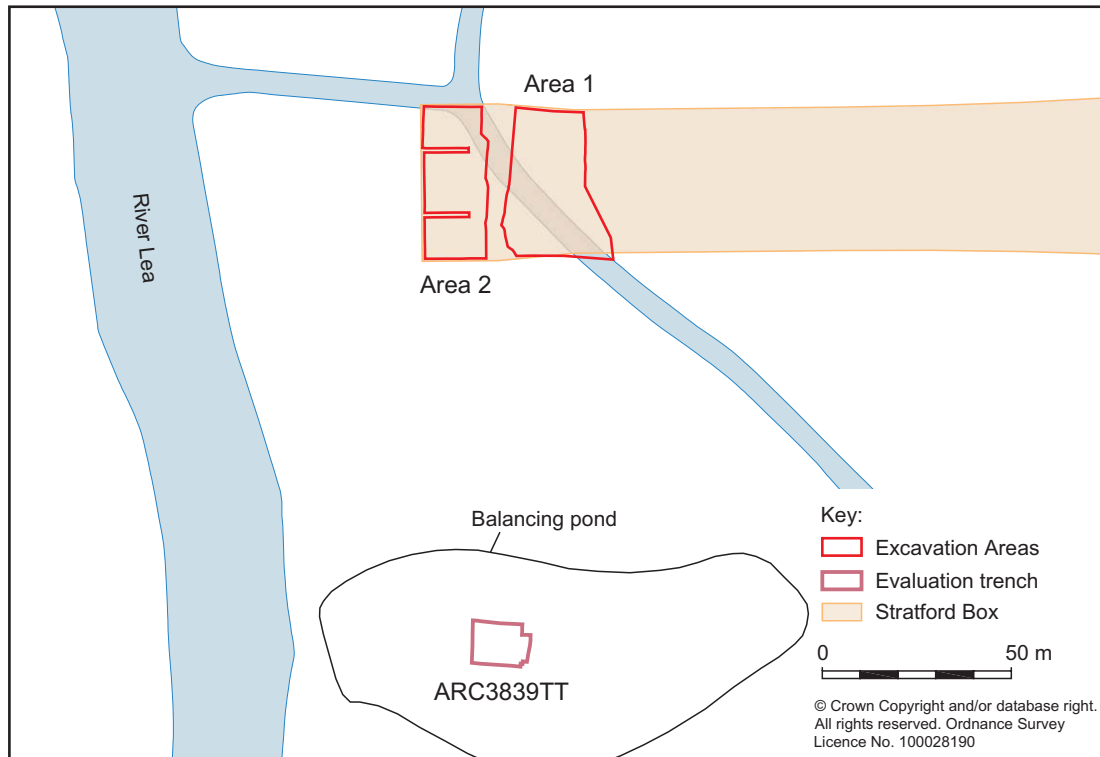 Area 1
River Lea
Area 2
Balancing pond
ARC3839TT
Key:
Excavation Areas
Evaluation trench
Stratford Box
0 50 m
© Crown Copyright and/or database right.
All rights reserved. Ordnance Survey
Licence No. 100028190